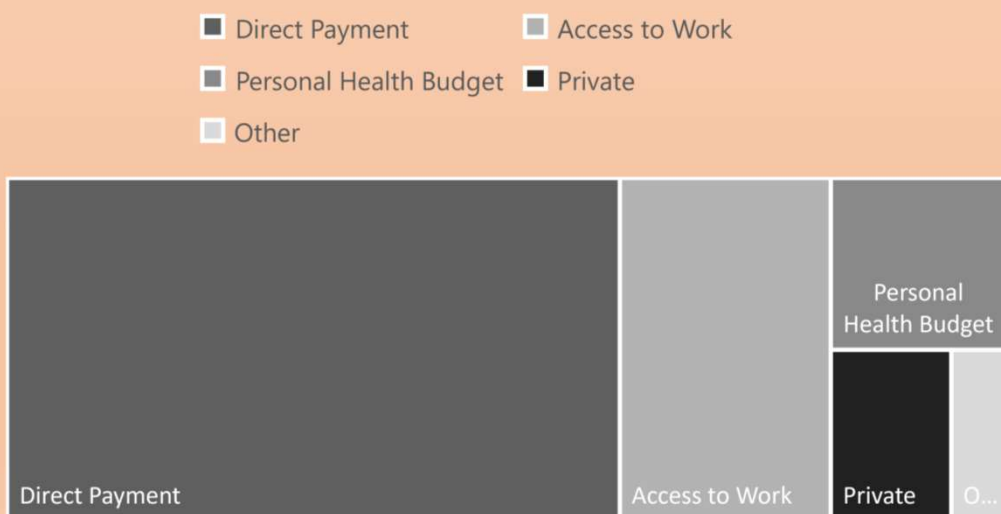 Direct Payment
Access to Work
Personal Health Budget
Private
Other
Personal
Health Budget
Direct Payment
Access to Work
Private
O...